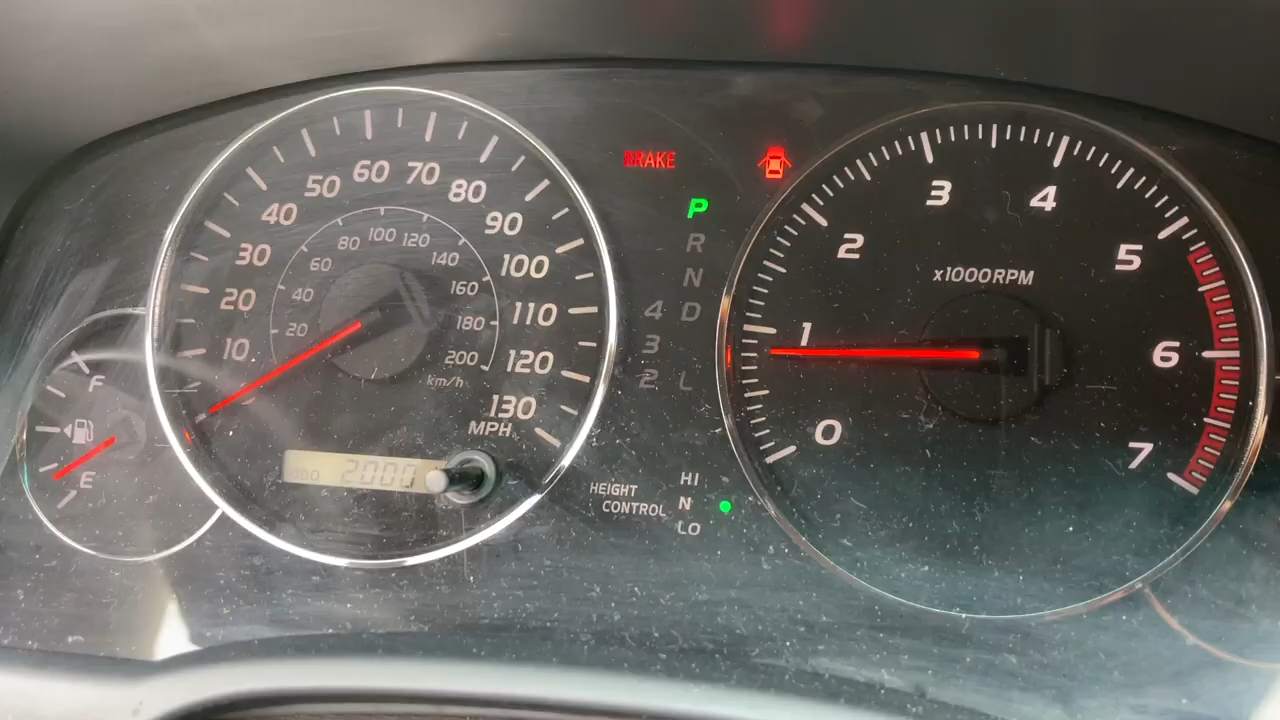 60 70
50 80
40 90
30 100
20 110
10 120
130
MPH
80 100 120
60 140
40 160
20 180
200
km/h
F
E
2000
BRAKE
P
R
N
4 D
3
2 L
HEIGHT
CONTROL
HI
N
LO
3 4
2 5
x1000RPM
1 6
0 7